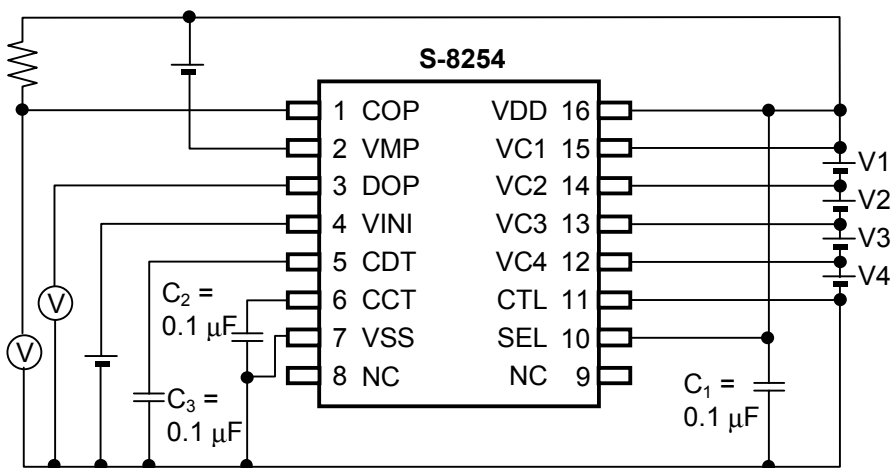 S-8254
1 COP
2 VMP
3 DOP
4 VINI
5 CDT
6 CCT
7 VSS
8 NC
VDD 16
VC1 15
VC2 14
VC3 13
VC4 12
CTL 11
SEL 10
NC 9
V1
V2
V3
V4
V
V
C2 =
0.1 μF
C3 =
0.1 μF
C1 =
0.1 μF